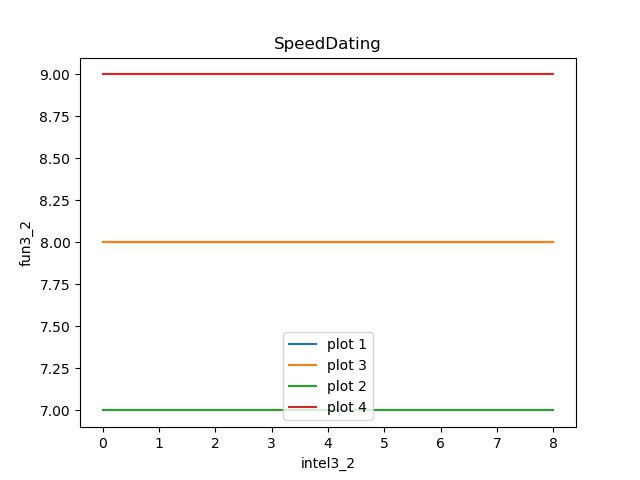 SpeedDating
9.00
8.75
8.50
8.25
8.00
7.75
7.50
7.25
7.00
fun3_2
plot 1
plot 3
plot 2
plot 4
0 1 2 3 4 5 6 7 8
intel3_2